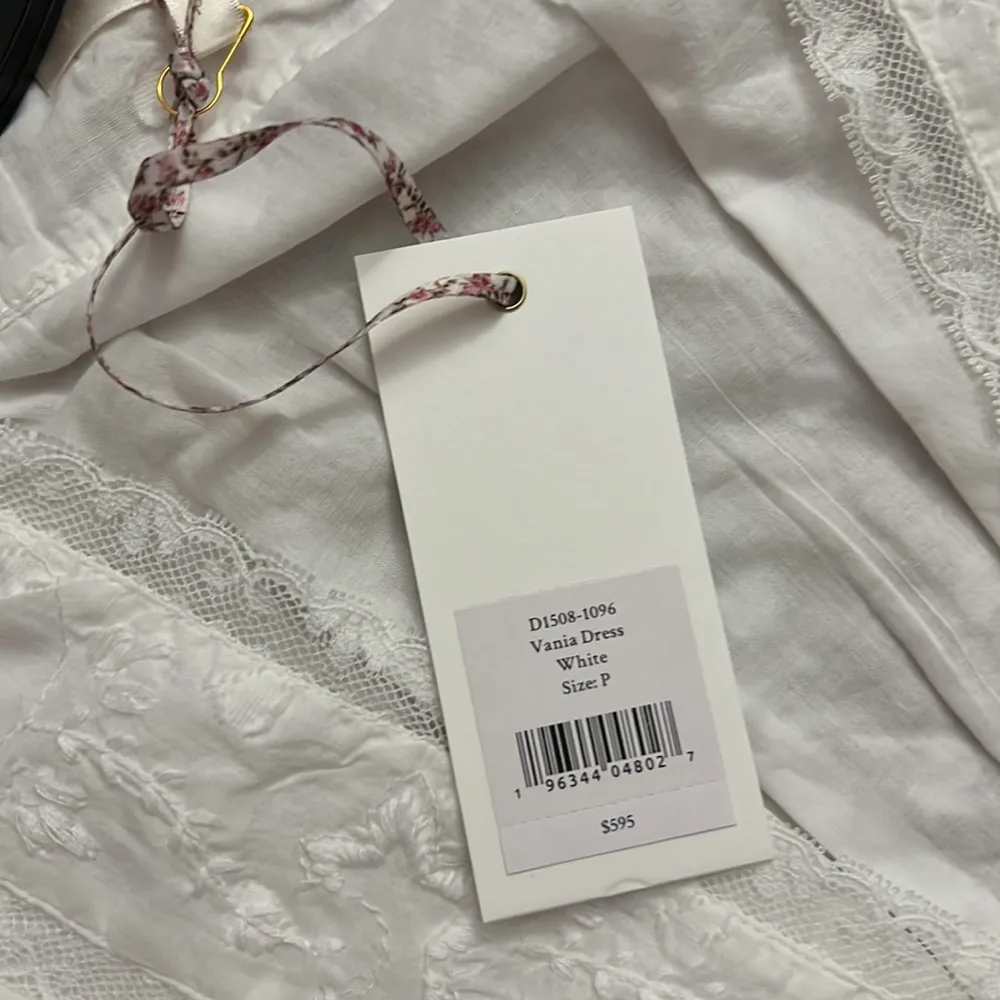 D1508-1096
Vania Dress
White
Size: P
1 96344 04802 7
$595